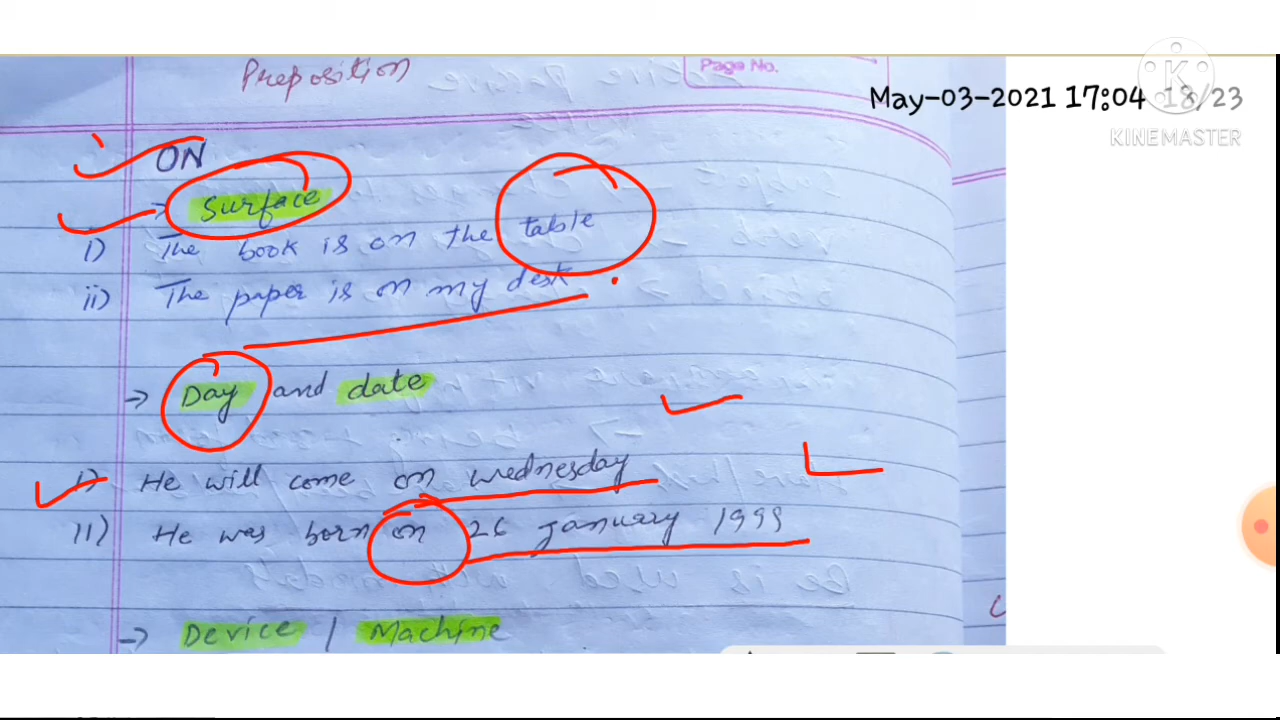 Preposition
Page No.
May-03-2021 17:04 18/23
KINEMASTER
ON
→ Surface
i) The book is on the table
ii) The paper is on my desk
→ Day and date
i) He will come on wednesday
II) He was born on 26 january 1999
→ Device / Machine